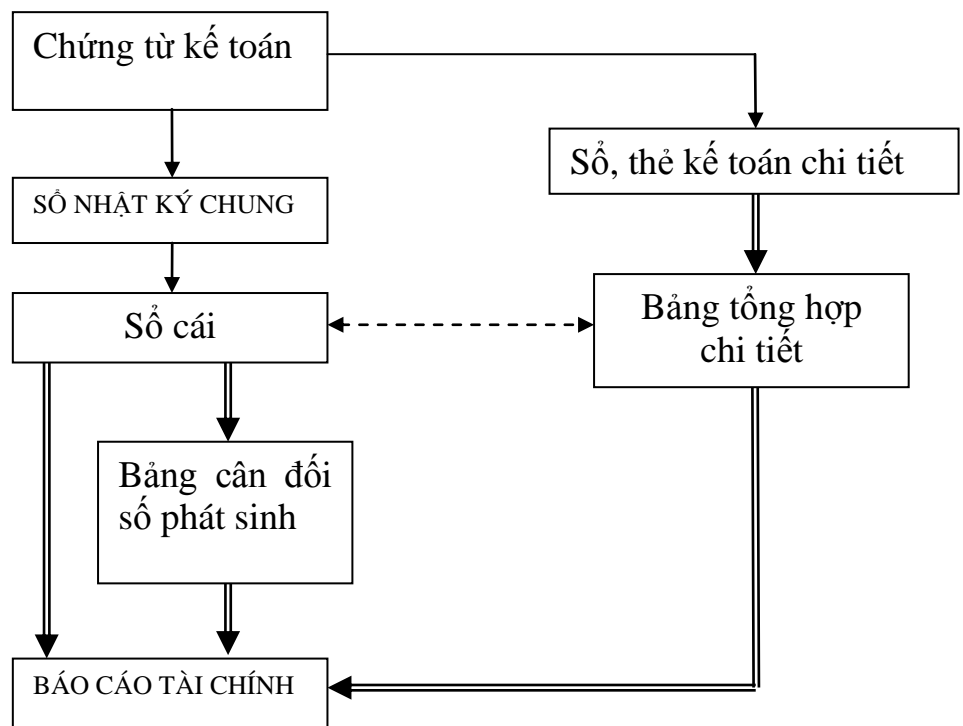 Chứng từ kế toán
Sổ, thẻ kế toán chi tiết
SỔ NHẬT KÝ CHUNG
Sổ cái
Bảng tổng hợp
chi tiết
Bảng cân đối
số phát sinh
BÁO CÁO TÀI CHÍNH